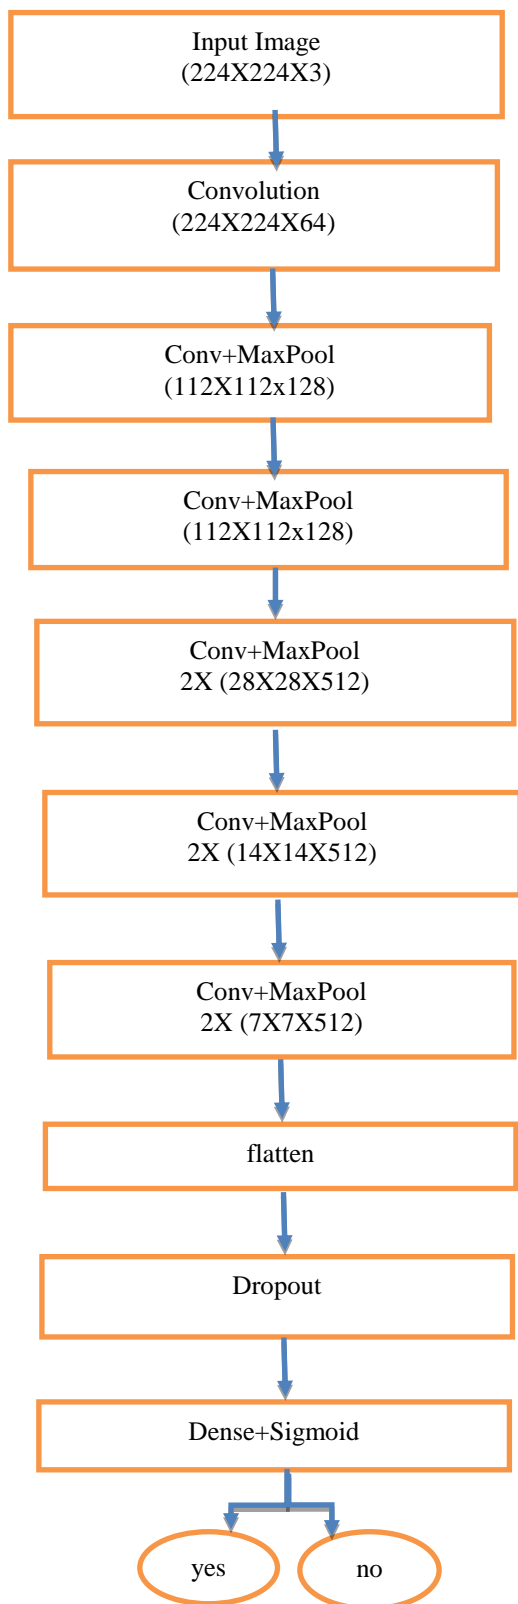 Input Image
(224X224X3)
Convolution
(224X224X64)
Conv+MaxPool
(112X112x128)
Conv+MaxPool
(112X112x128)
Conv+MaxPool
2X (28X28X512)
Conv+MaxPool
2X (14X14X512)
Conv+MaxPool
2X (7X7X512)
flatten
Dropout
Dense+Sigmoid
yes
no